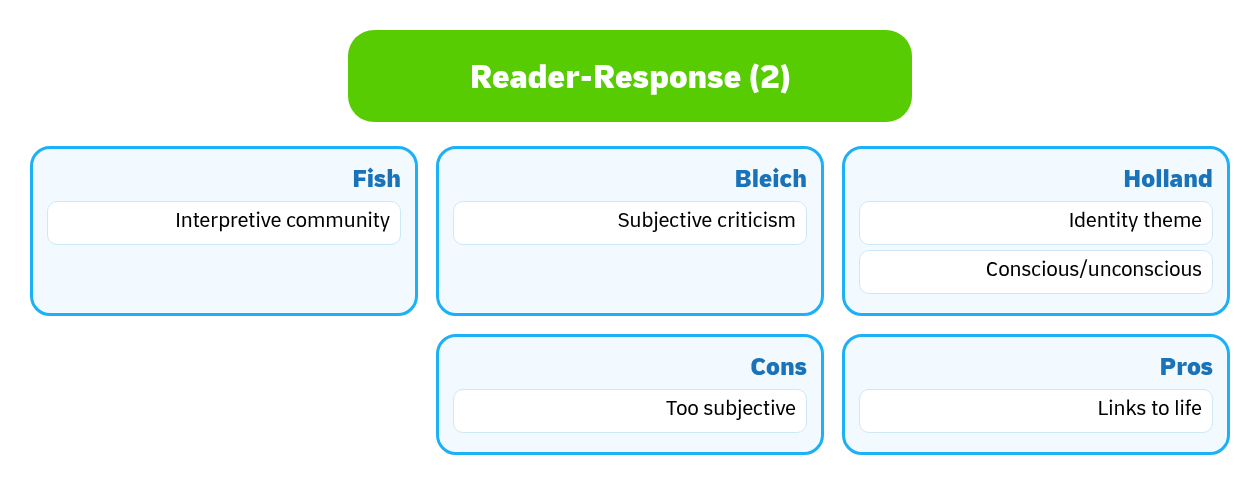 Reader-Response (2)
Holland
Identity theme
Conscious/unconscious
Bleich
Subjective criticism
Fish
Interpretive community
Pros
Links to life
Cons
Too subjective